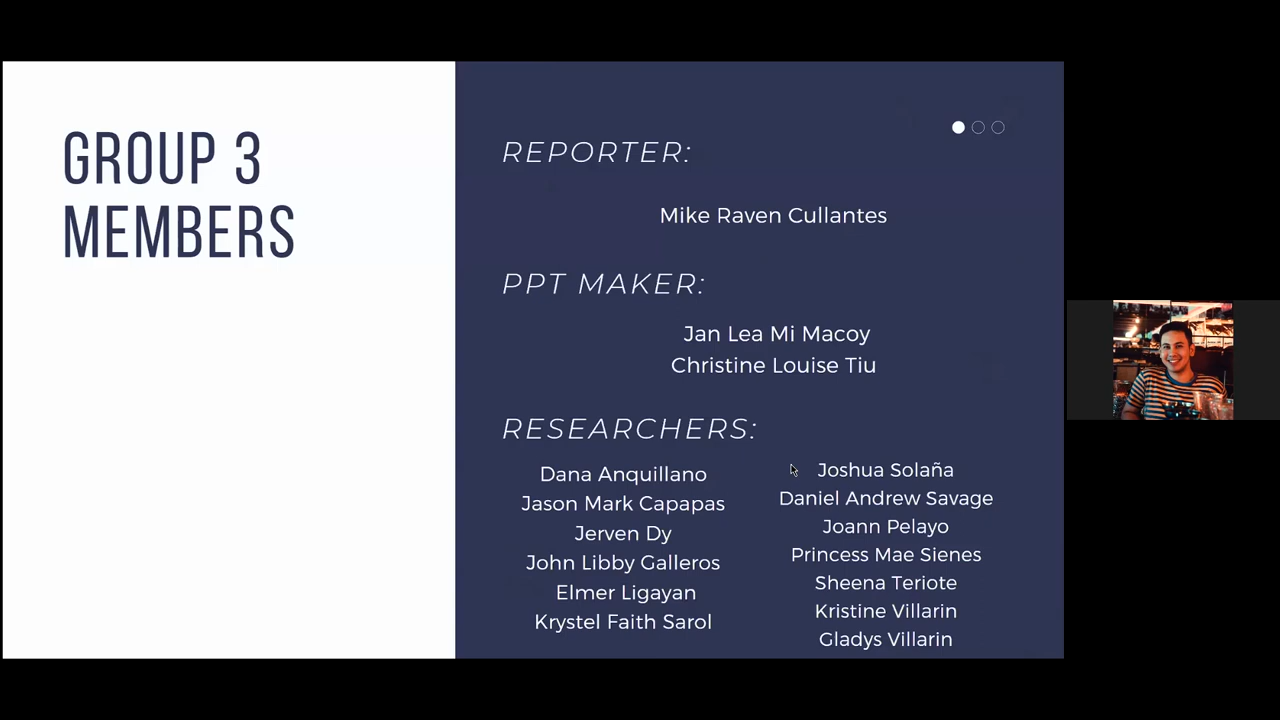 GROUP 3
MEMBERS
REPORTER:
Mike Raven Cullantes
PPT MAKER:
Jan Lea Mi Macoy
Christine Louise Tiu
RESEARCHERS:
Dana Anquillano
Jason Mark Capapas
Jerven Dy
John Libby Galleros
Elmer Ligayan
Krystel Faith Sarol
Joshua Solaña
Daniel Andrew Savage
Joann Pelayo
Princess Mae Sienes
Sheena Teriote
Kristine Villarin
Gladys Villarin